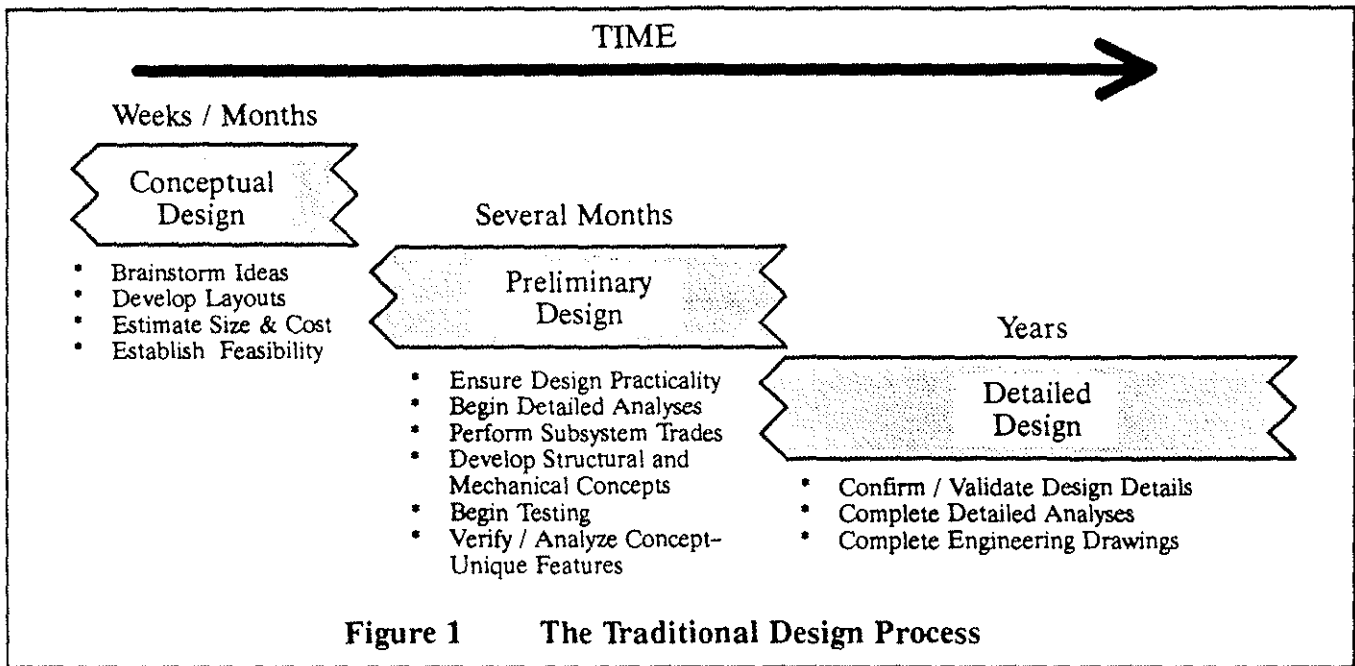 TIME
Weeks / Months
Conceptual
Design
* Brainstorm Ideas
* Develop Layouts
* Estimate Size & Cost
* Establish Feasibility
Several Months
Preliminary
Design
* Ensure Design Practicality
* Begin Detailed Analyses
* Perform Subsystem Trades
* Develop Structural and
Mechanical Concepts
* Begin Testing
* Verify / Analyze Concept-
Unique Features
Years
Detailed
Design
* Confirm / Validate Design Details
* Complete Detailed Analyses
* Complete Engineering Drawings
Figure 1 The Traditional Design Process